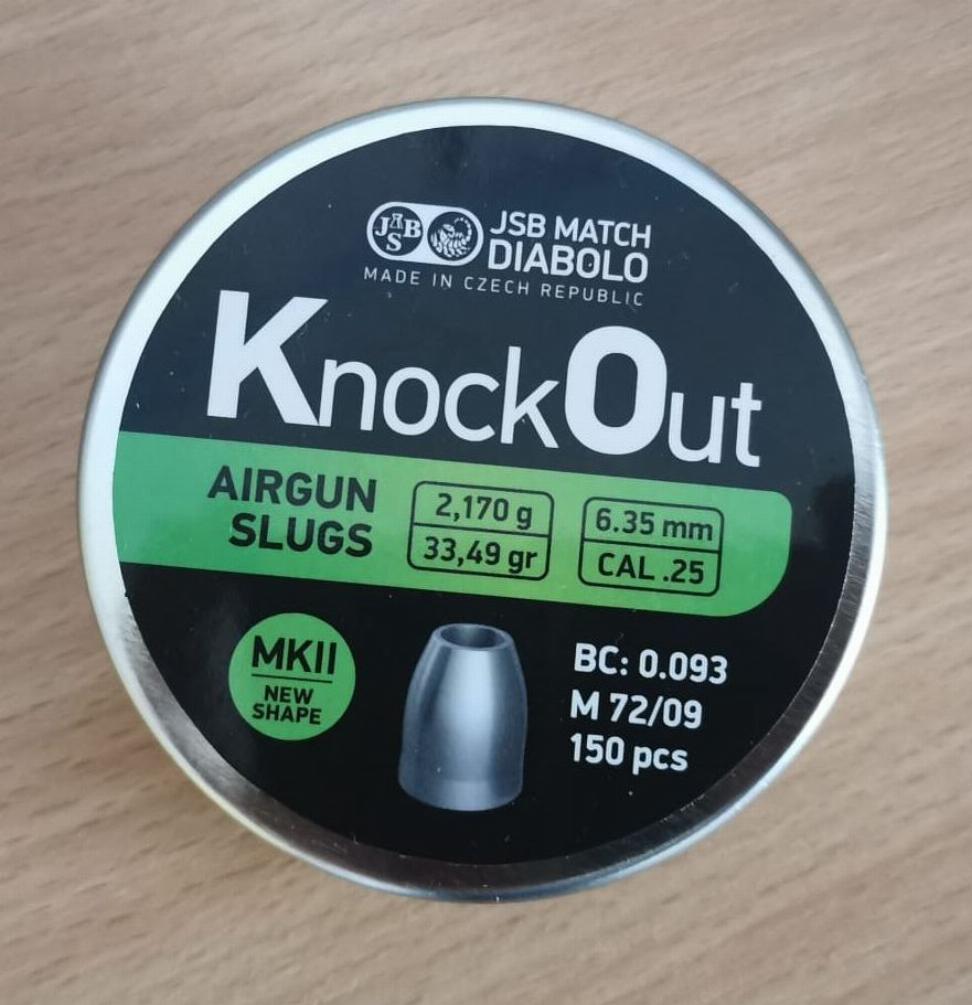 JSB
JSB MATCH
DIABOLO
MADE IN CZECH REPUBLIC
KnockOut
AIRGUN
SLUGS
2,170 g
33,49 gr
6.35 mm
CAL .25
MKII
NEW
SHAPE
BC: 0.093
M 72/09
150 pcs